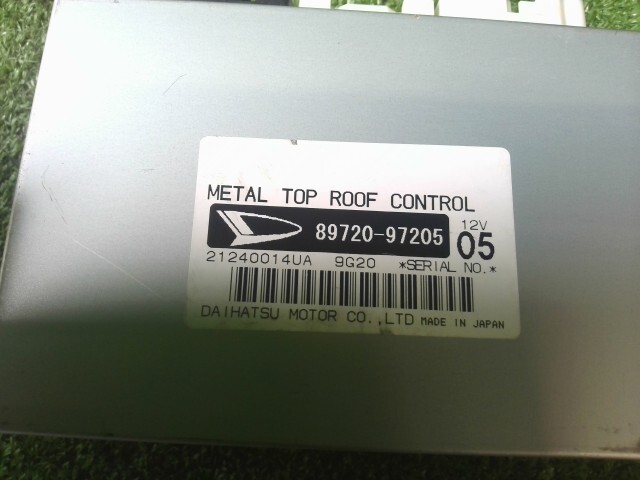 METAL TOP ROOF CONTROL
89720-97205 12V 05
21240014UA 9G20 *SERIAL NO.*
DAIHATSU MOTOR CO.,LTD MADE IN JAPAN